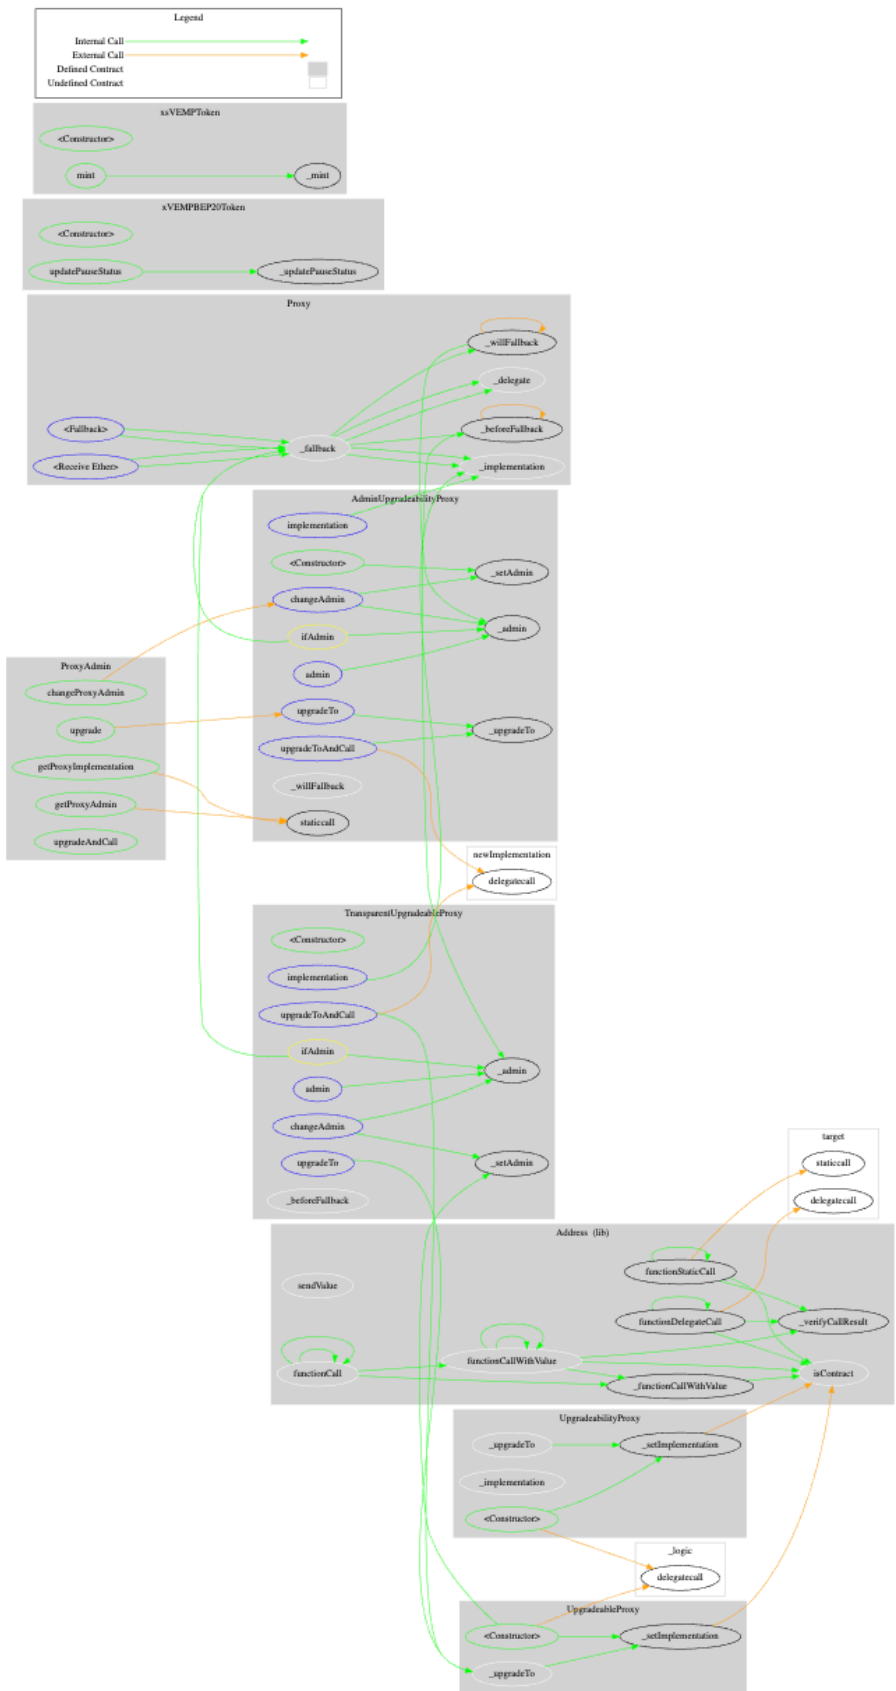 Legend
Internal Call
External Call
Defined Contract
Undefined Contract
xsVEMPToken
<Constructor>
mint
_mint
xVEMPBEP20Token
<Constructor>
updatePauseStatus
_updatePauseStatus
Proxy
_willFallback
_delegate
<Fallback>
_beforeFallback
_fallback
<Receive Ether>
_implementation
AdminUpgradeabilityProxy
implementation
<Constructor>
_setAdmin
changeAdmin
_admin
ifAdmin
admin
upgradeTo
_upgradeTo
upgradeToAndCall
_willFallback
staticcall
ProxyAdmin
changeProxyAdmin
upgrade
getProxyImplementation
getProxyAdmin
upgradeAndCall
newImplementation
delegatecall
TransparentUpgradeableProxy
<Constructor>
implementation
upgradeToAndCall
ifAdmin
_admin
admin
changeAdmin
upgradeTo
_setAdmin
_beforeFallback
target
staticcall
delegatecall
Address (lib)
functionStaticCall
sendValue
functionDelegateCall
_verifyCallResult
functionCallWithValue
functionCall
_functionCallWithValue
isContract
UpgradeabilityProxy
_upgradeTo
_setImplementation
_implementation
<Constructor>
_logic
delegatecall
UpgradeableProxy
<Constructor>
_setImplementation
_upgradeTo